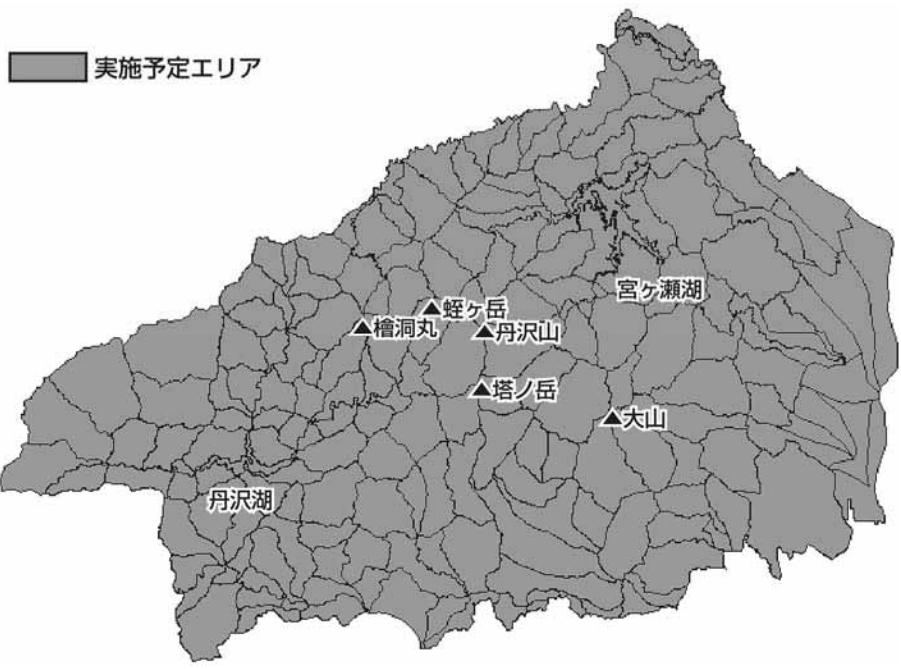 実施予定エリア
宮ヶ瀬湖
蛭ヶ岳
檜洞丸
丹沢山
塔ノ岳
大山
丹沢湖